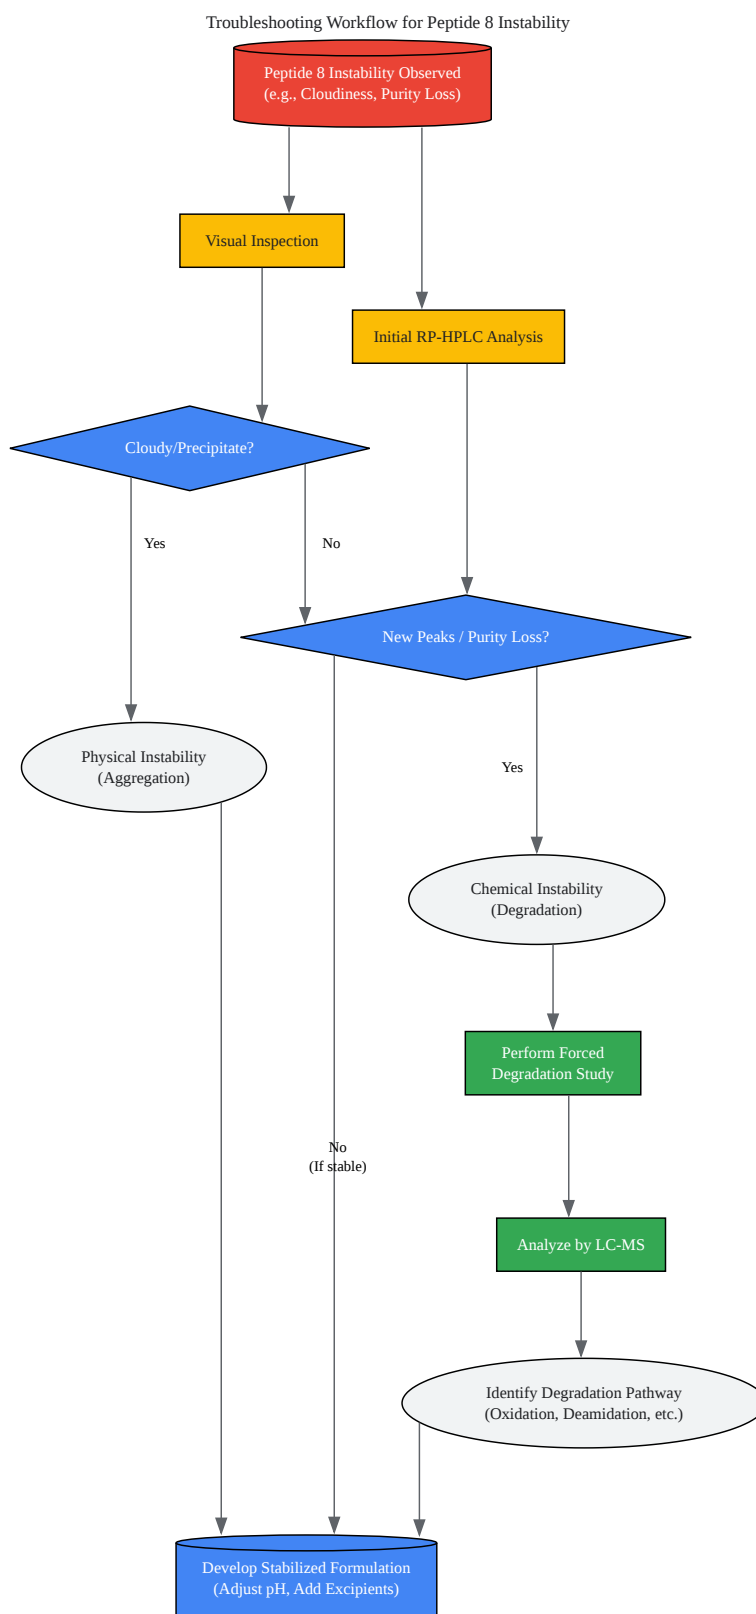 Troubleshooting Workflow for Peptide 8 Instability
Peptide 8 Instability Observed
(e.g., Cloudiness, Purity Loss)
Visual Inspection
Initial RP-HPLC Analysis
Cloudy/Precipitate?
Yes
No
New Peaks / Purity Loss?
Physical Instability
(Aggregation)
Yes
Chemical Instability
(Degradation)
Perform Forced
Degradation Study
No
(If stable)
Analyze by LC-MS
Identify Degradation Pathway
(Oxidation, Deamidation, etc.)
Develop Stabilized Formulation
(Adjust pH, Add Excipients)